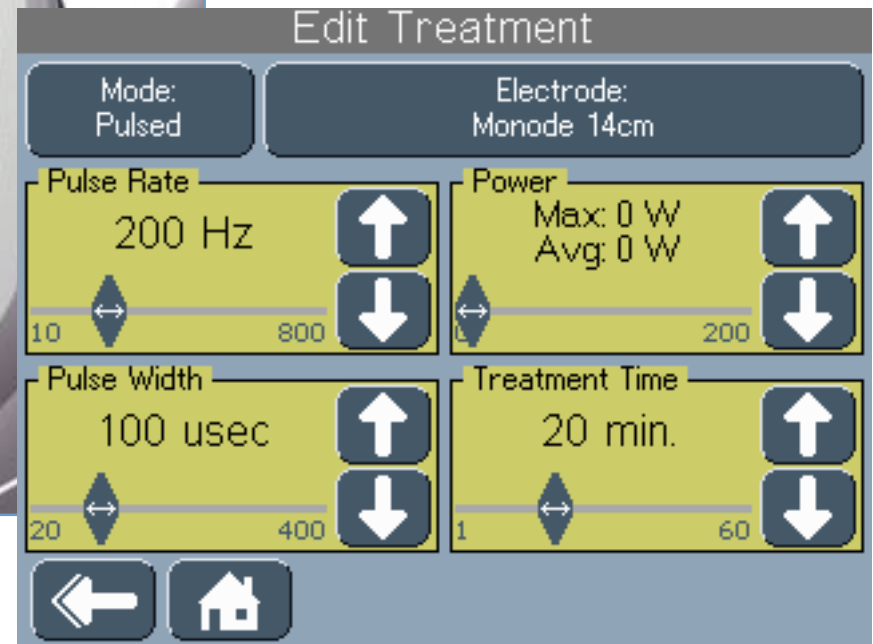 Edit Treatment
Mode:
Pulsed
Electrode:
Monode 14cm
Pulse Rate
200 Hz
10
800
Power
Max: 0 W
Avg: 0 W
0
200
Pulse Width
100 usec
20
400
Treatment Time
20 min.
1
60